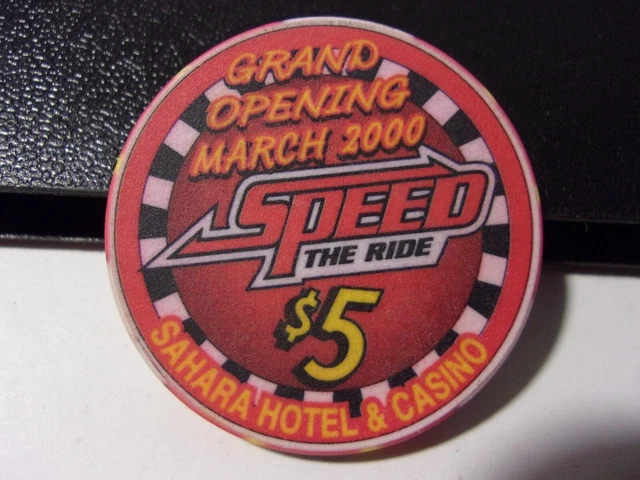 GRAND
OPENING
MARCH 2000
SPEED
THE RIDE
$5
SAHARA HOTEL & CASINO